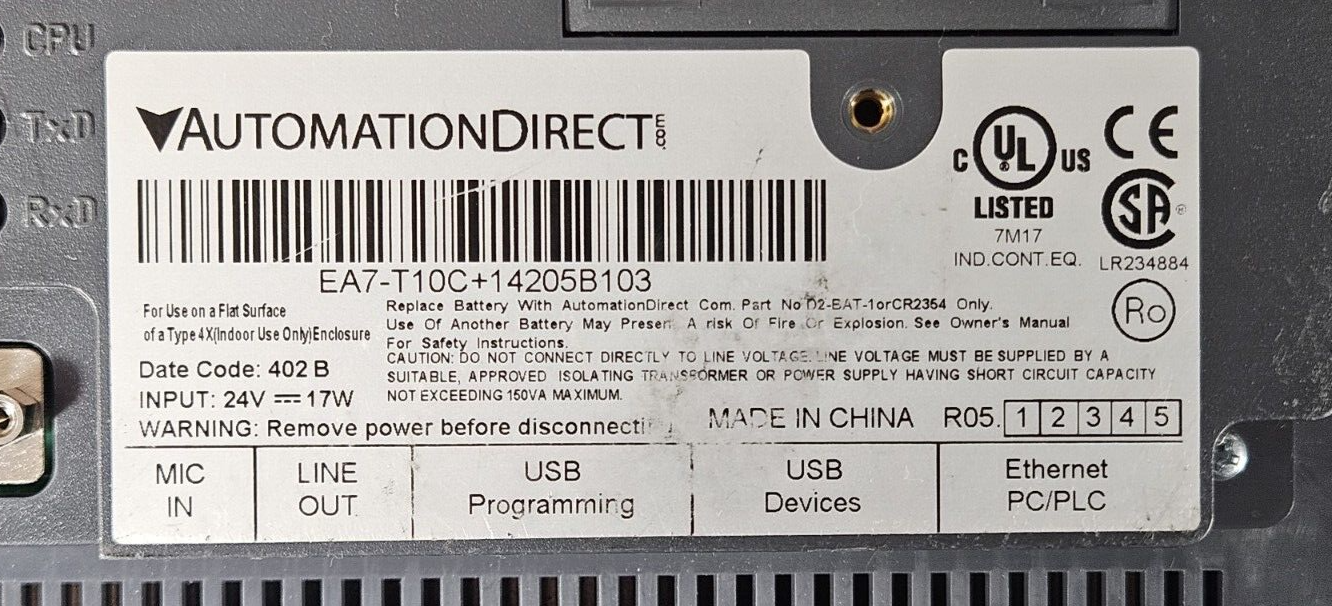 CPU
TxD
RxD
AUTOMATIONDIRECT
C UL US
LISTED
7M17
IND.CONT.EQ.
CE
SA
LR234884
Ro
EA7-T10C+14205B103
For Use on a Flat Surface
of a Type 4X(Indoor Use Only)Enclosure
Replace Battery With AutomationDirect Com. Part No D2-BAT-1orCR2354 Only.
Use Of Another Battery May Presen A risk Of Fire Or Explosion. See Owner's Manual
For Safety Instructions.
CAUTION: DO NOT CONNECT DIRECTLY TO LINE VOLTAGE. LINE VOLTAGE MUST BE SUPPLIED BY A
SUITABLE, APPROVED ISOLATING TRANSFORMER OR POWER SUPPLY HAVING SHORT CIRCUIT CAPACITY
NOT EXCEEDING 150VA MAXIMUM.
Date Code: 402 B
INPUT: 24V ⎓ 17W
WARNING: Remove power before disconnecti
MADE IN CHINA R05. 1 2 3 4 5
MIC
IN
LINE
OUT
USB
Programming
USB
Devices
Ethernet
PC/PLC